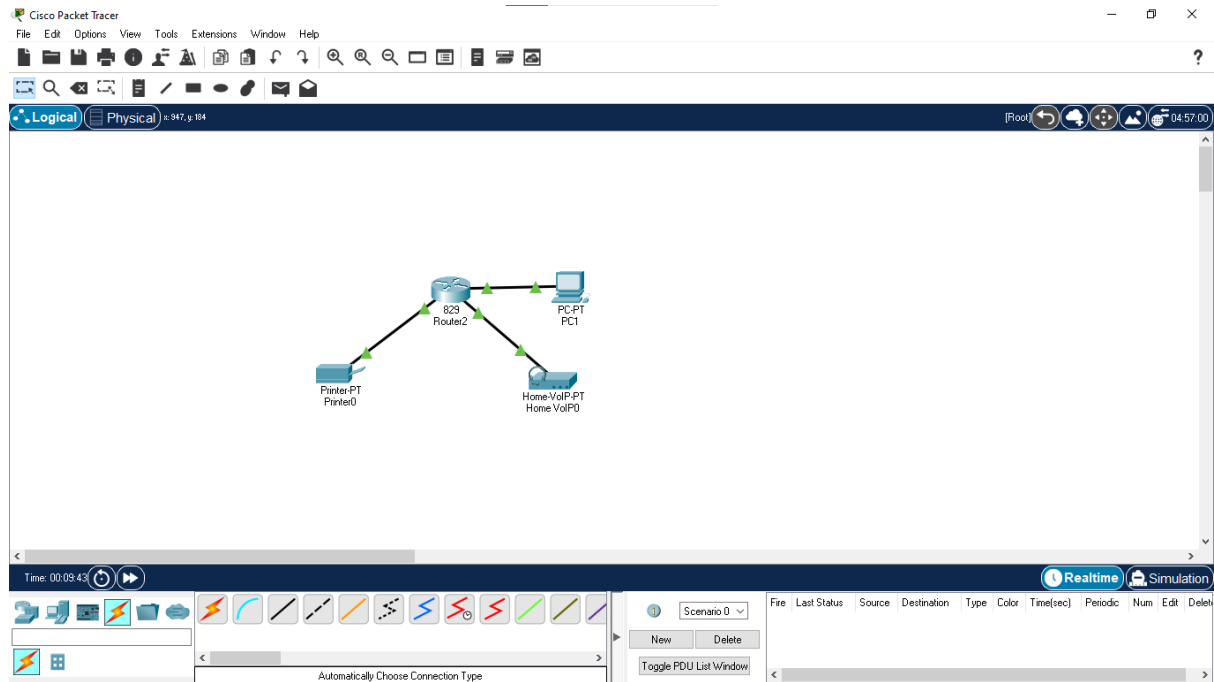 Cisco Packet Tracer
File Edit Options View Tools Extensions Window Help
?
Logical Physical x: 947, y: 184 [Root] 04:57:00
829
Router2
PC-PT
PC1
Printer-PT
Printer0
Home-VoIP-PT
Home VoIP0
Time: 00:09:43 Realtime Simulation
Scenario 0
Fire Last Status Source Destination Type Color Time(sec) Periodic Num Edit Delet
New Delete
Toggle PDU List Window
Automatically Choose Connection Type